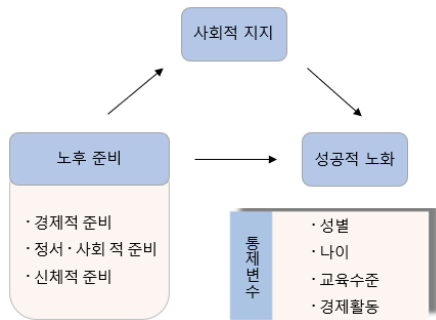 사회적 지지
노후 준비
성공적 노화
· 경제적 준비
· 정서 · 사회 적 준비
· 신체적 준비
통제변수
· 성별
· 나이
· 교육수준
· 경제활동